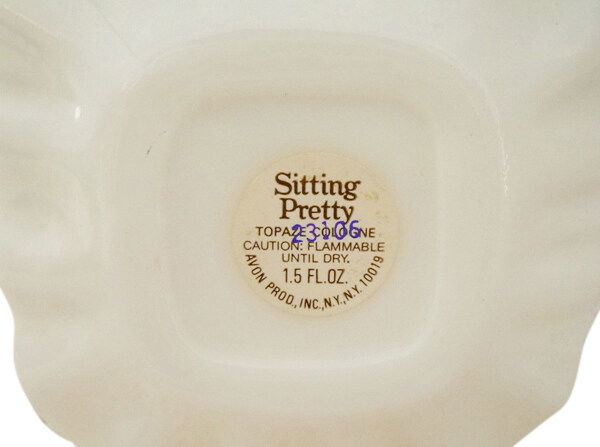 Sitting
Pretty
TOPAZE COLOGNE
23106
CAUTION: FLAMMABLE
UNTIL DRY.
1.5 FL.OZ.
AVON PROD., INC., N.Y., N.Y. 10019